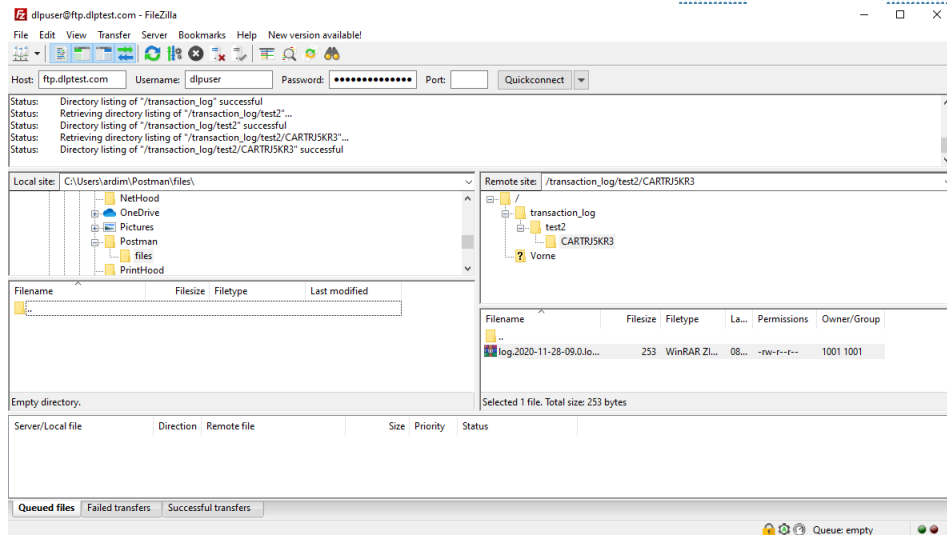 dlpuser@ftp.dlptest.com - FileZilla
File Edit View Transfer Server Bookmarks Help New version available!
Host: ftp.dlptest.com Username: dlpuser Password: ●●●●●●●●●●●●●● Port: Quickconnect
Status: Directory listing of "/transaction_log" successful
Status: Retrieving directory listing of "/transaction_log/test2"...
Status: Directory listing of "/transaction_log/test2" successful
Status: Retrieving directory listing of "/transaction_log/test2/CARTRJ5KR3"...
Status: Directory listing of "/transaction_log/test2/CARTRJ5KR3" successful
Local site: C:\Users\ardim\Postman\files\
NetHood
OneDrive
Pictures
Postman
files
PrintHood
Filename Filesize Filetype Last modified
..
Empty directory.
Remote site: /transaction_log/test2/CARTRJ5KR3
/
transaction_log
test2
CARTRJ5KR3
? Vorne
Filename Filesize Filetype La... Permissions Owner/Group
..
log.2020-11-28-09.0.lo... 253 WinRAR ZI... 08... -rw-r--r-- 1001 1001
Selected 1 file. Total size: 253 bytes
Server/Local file Direction Remote file Size Priority Status
Queued files Failed transfers Successful transfers
Queue: empty